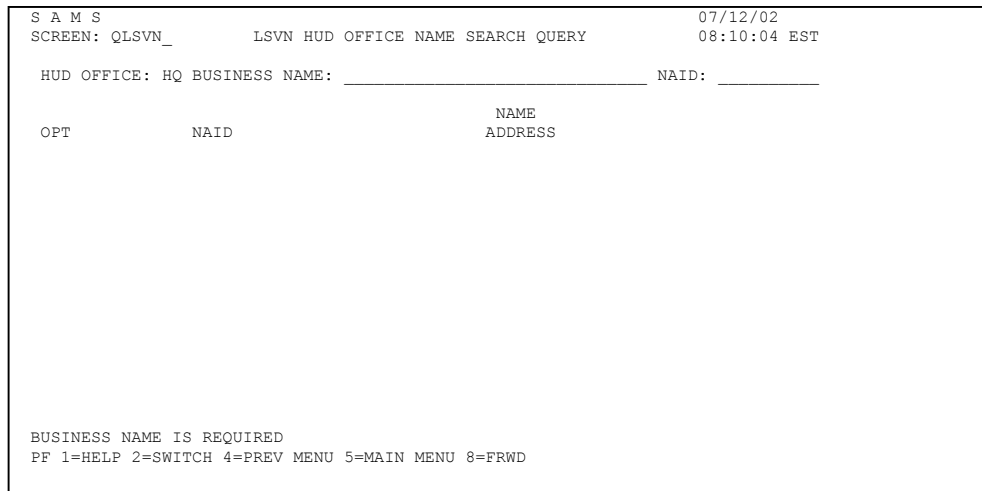 S A M S 07/12/02
SCREEN: QLSVN_ LSVN HUD OFFICE NAME SEARCH QUERY 08:10:04 EST
HUD OFFICE: HQ BUSINESS NAME: ______________________________ NAID: __________
NAME
OPT NAID ADDRESS
BUSINESS NAME IS REQUIRED
PF 1=HELP 2=SWITCH 4=PREV MENU 5=MAIN MENU 8=FRWD